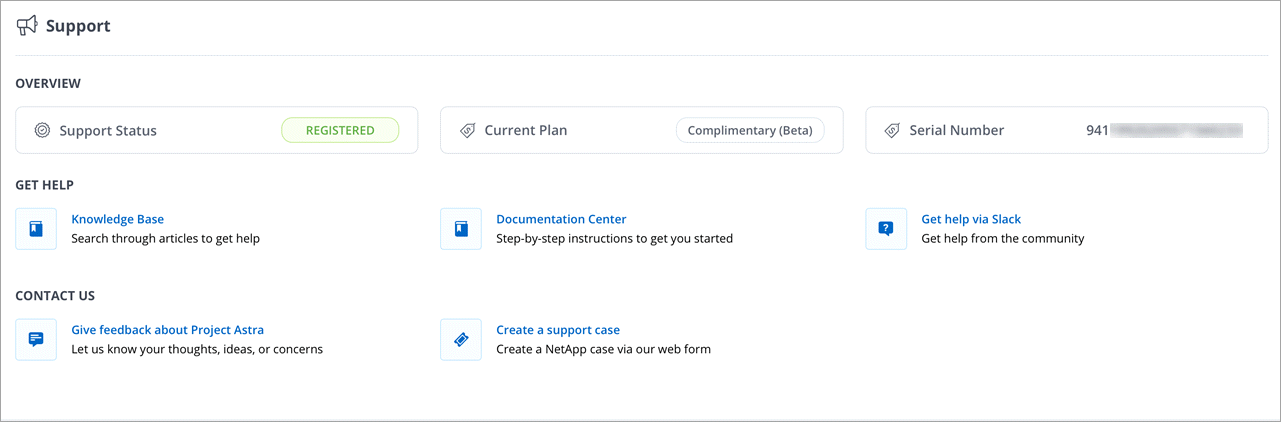 Support
OVERVIEW
Support Status REGISTERED
Current Plan Complimentary (Beta)
Serial Number 941
GET HELP
Knowledge Base
Search through articles to get help
Documentation Center
Step-by-step instructions to get you started
Get help via Slack
Get help from the community
CONTACT US
Give feedback about Project Astra
Let us know your thoughts, ideas, or concerns
Create a support case
Create a NetApp case via our web form